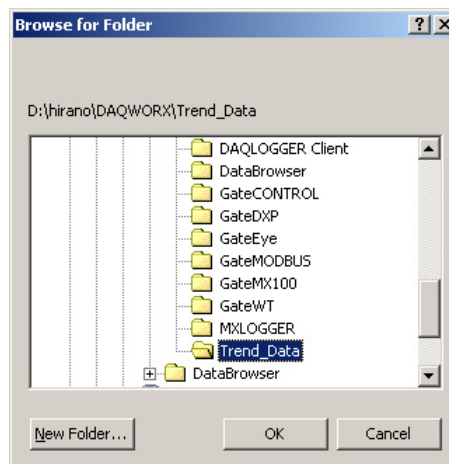 Browse for Folder
D:\hirano\DAQWORX\Trend_Data
DAQLOGGER Client
DataBrowser
GateCONTROL
GateDXP
GateEye
GateMODBUS
GateMX100
GateWT
MXLOGGER
Trend_Data
DataBrowser
New Folder... OK Cancel